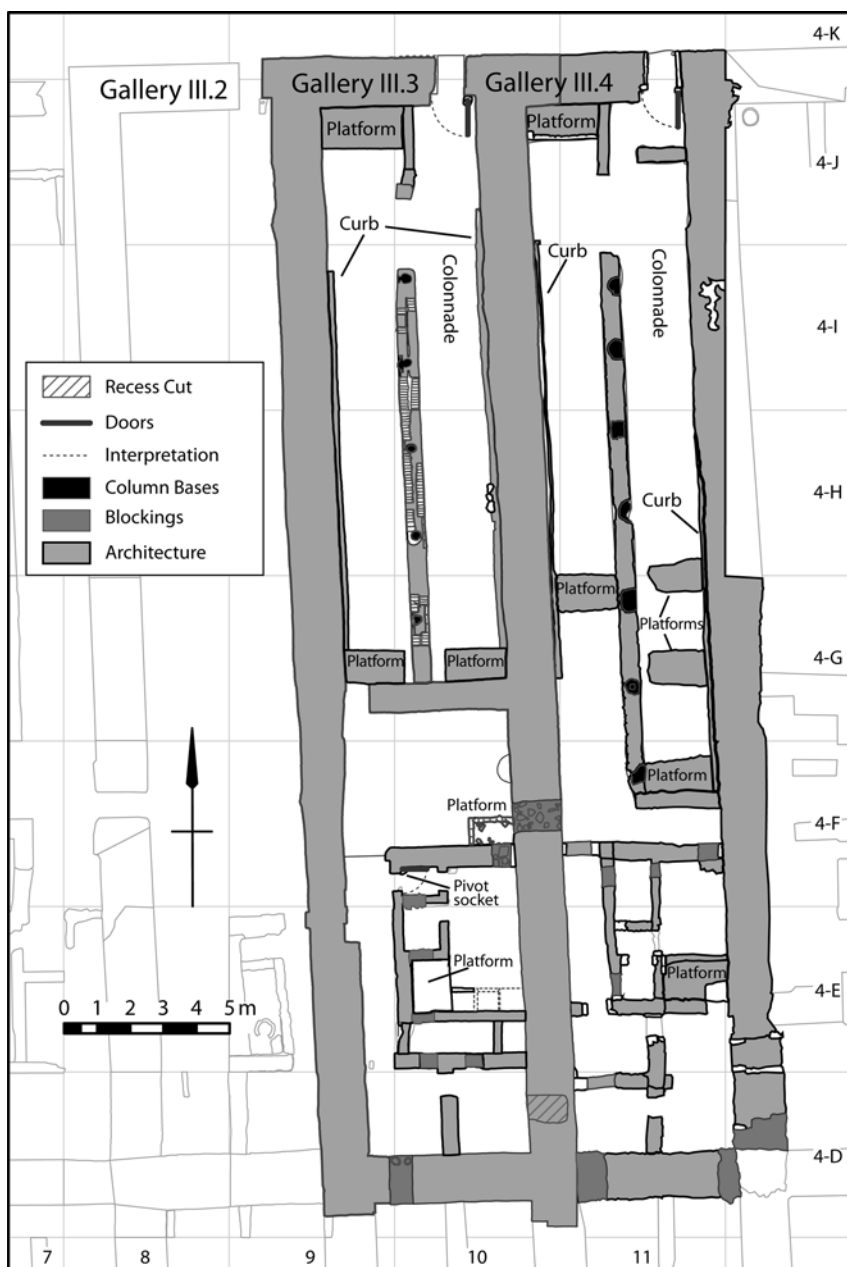 4-K
Gallery III.2
Gallery III.3
Gallery III.4
Platform
Platform
4-J
Curb
Curb
Colonnade
Colonnade
4-I
Recess Cut
Doors
Interpretation
Column Bases
Blockings
Architecture
4-H
Curb
Platform
Platforms
Platform
Platform
4-G
Platform
Platform
4-F
Pivot
socket
Platform
Platform
4-E
0 1 2 3 4 5 m
4-D
7 8 9 10 11